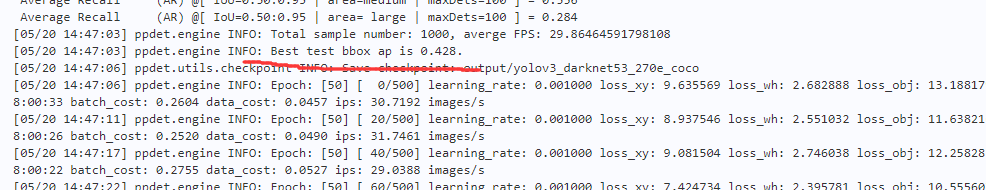 Average Recall (AR) @[ IoU=0.50:0.95 | area=medium | maxDets=100 ] = 0.556
Average Recall (AR) @[ IoU=0.50:0.95 | area= large | maxDets=100 ] = 0.284
[05/20 14:47:03] ppdet.engine INFO: Total sample number: 1000, averge FPS: 29.86464591798108
[05/20 14:47:03] ppdet.engine INFO: Best test bbox ap is 0.428.
[05/20 14:47:06] ppdet.utils.checkpoint INFO: Save checkpoint: output/yolov3_darknet53_270e_coco
[05/20 14:47:06] ppdet.engine INFO: Epoch: [50] [ 0/500] learning_rate: 0.001000 loss_xy: 9.635569 loss_wh: 2.682888 loss_obj: 13.18817
8:00:33 batch_cost: 0.2604 data_cost: 0.0457 ips: 30.7192 images/s
[05/20 14:47:11] ppdet.engine INFO: Epoch: [50] [ 20/500] learning_rate: 0.001000 loss_xy: 8.937546 loss_wh: 2.551032 loss_obj: 11.63821
8:00:26 batch_cost: 0.2520 data_cost: 0.0490 ips: 31.7461 images/s
[05/20 14:47:17] ppdet.engine INFO: Epoch: [50] [ 40/500] learning_rate: 0.001000 loss_xy: 9.081504 loss_wh: 2.746038 loss_obj: 12.25828
8:00:22 batch_cost: 0.2755 data_cost: 0.0527 ips: 29.0388 images/s
[05/20 14:47:22] ppdet.engine INFO: Epoch: [50] [ 60/500] learning_rate: 0.001000 loss_xy: 7.424734 loss_wh: 2.395781 loss_obj: 10.55560